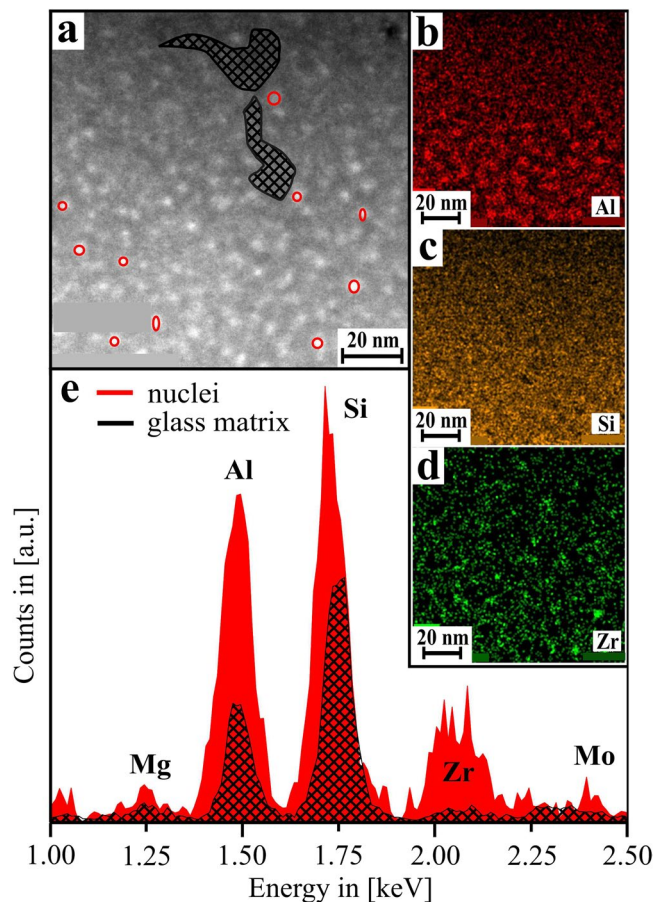 a
20 nm
b
20 nm
Al
c
20 nm
Si
d
20 nm
Zr
e
nuclei
glass matrix
Si
Al
Mg
Zr
Mo
Counts in [a.u.]
1.00 1.25 1.50 1.75 2.00 2.25 2.50
Energy in [keV]